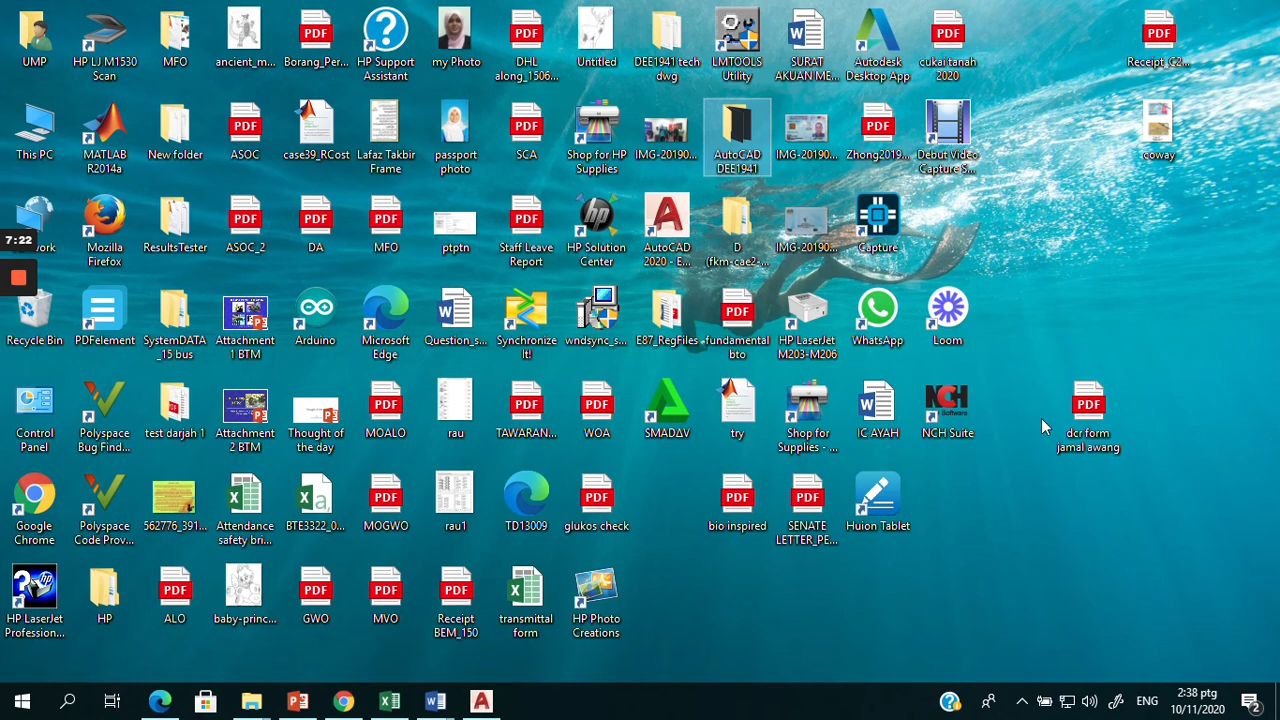 UMP
HP LJ M1530
Scan
MFO
ancient_m...
Borang_Per...
HP Support
Assistant
my Photo
DHL
along_1506...
Untitled
DEE1941 tech
dwg
LMTOOLS
Utility
SURAT
AKUAN ME...
Autodesk
Desktop App
cukai tanah
2020
Receipt_C2...
This PC
MATLAB
R2014a
New folder
ASOC
case39_RCost
Lafaz Takbir
Frame
passport
photo
SCA
Shop for HP
Supplies
IMG-20190...
AutoCAD
DEE1941
IMG-20190...
Zhong2019...
Debut Video
Capture S...
coway
7:22
work
Mozilla
Firefox
ResultsTester
ASOC_2
DA
MFO
ptptn
Staff Leave
Report
HP Solution
Center
AutoCAD
2020 - E...
D
(fkm-cae2-...
IMG-20190...
Capture
Recycle Bin
PDFelement
SystemDATA
_15 bus
Attachment
1 BTM
Arduino
Microsoft
Edge
Question_s...
Synchronize
It!
wndsync_s...
E87_RegFiles
fundamental
bto
HP LaserJet
M203-M206
WhatsApp
Loom
Control
Panel
Polyspace
Bug Find...
test darjah 1
Attachment
2 BTM
Thought of
the day
MOALO
rau
TAWARAN...
WOA
SMADΔV
try
Shop for
Supplies - ...
IC AYAH
NCH Suite
dcr form
jamal awang
Google
Chrome
Polyspace
Code Prov...
562776_391...
Attendance
safety bri...
BTE3322_0...
MOGWO
rau1
TD13009
glukos check
bio inspired
SENATE
LETTER_PE...
Huion Tablet
HP LaserJet
Profession...
HP
ALO
baby-princ...
GWO
MVO
Receipt
BEM_150
transmittal
form
HP Photo
Creations
ENG
2:38 ptg
10/11/2020
2